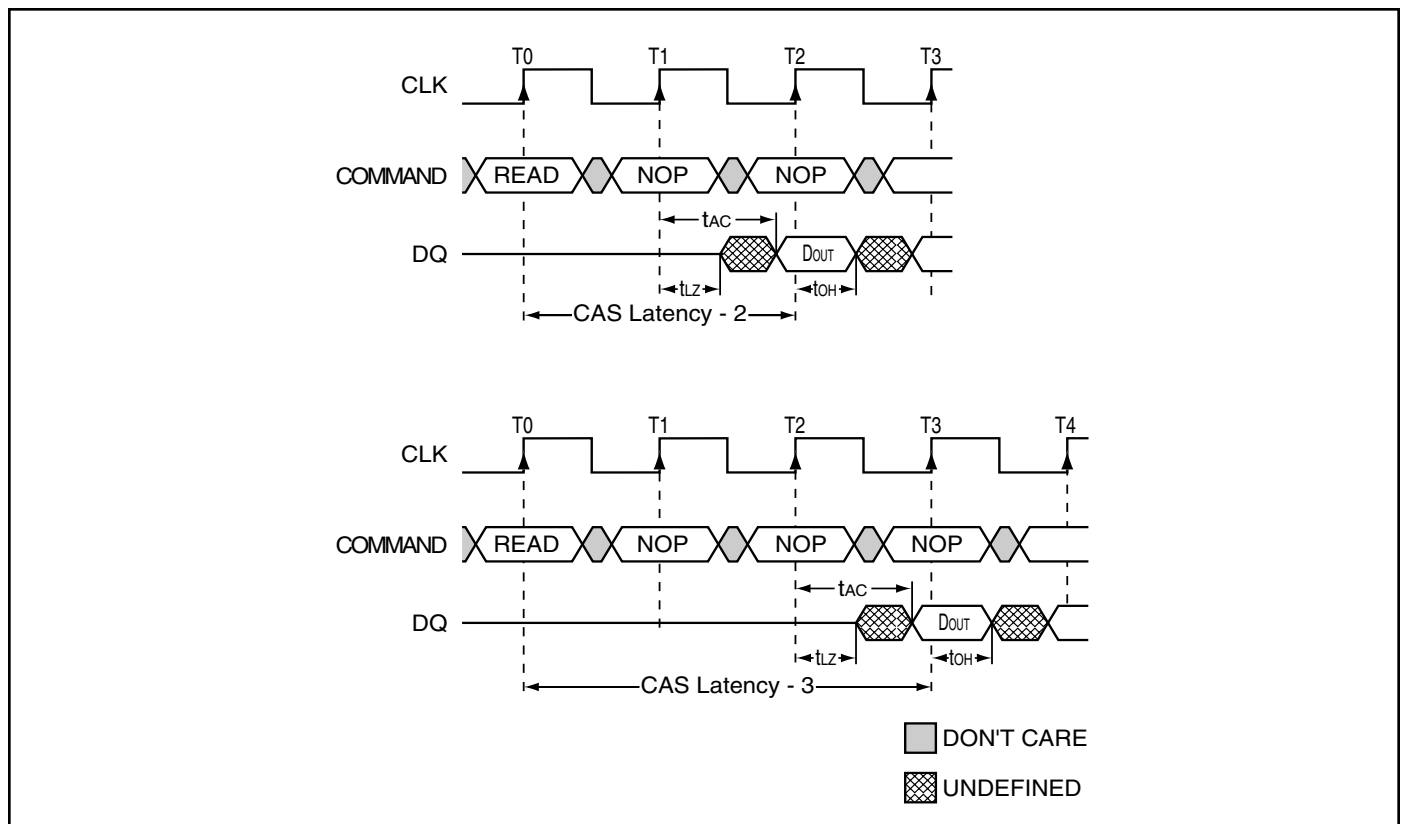 T0 T1 T2 T3
CLK
COMMAND READ NOP NOP
tAC
DQ DOUT
tLZ tOH
CAS Latency - 2
T0 T1 T2 T3 T4
CLK
COMMAND READ NOP NOP NOP
tAC
DQ DOUT
tLZ tOH
CAS Latency - 3
DON'T CARE
UNDEFINED